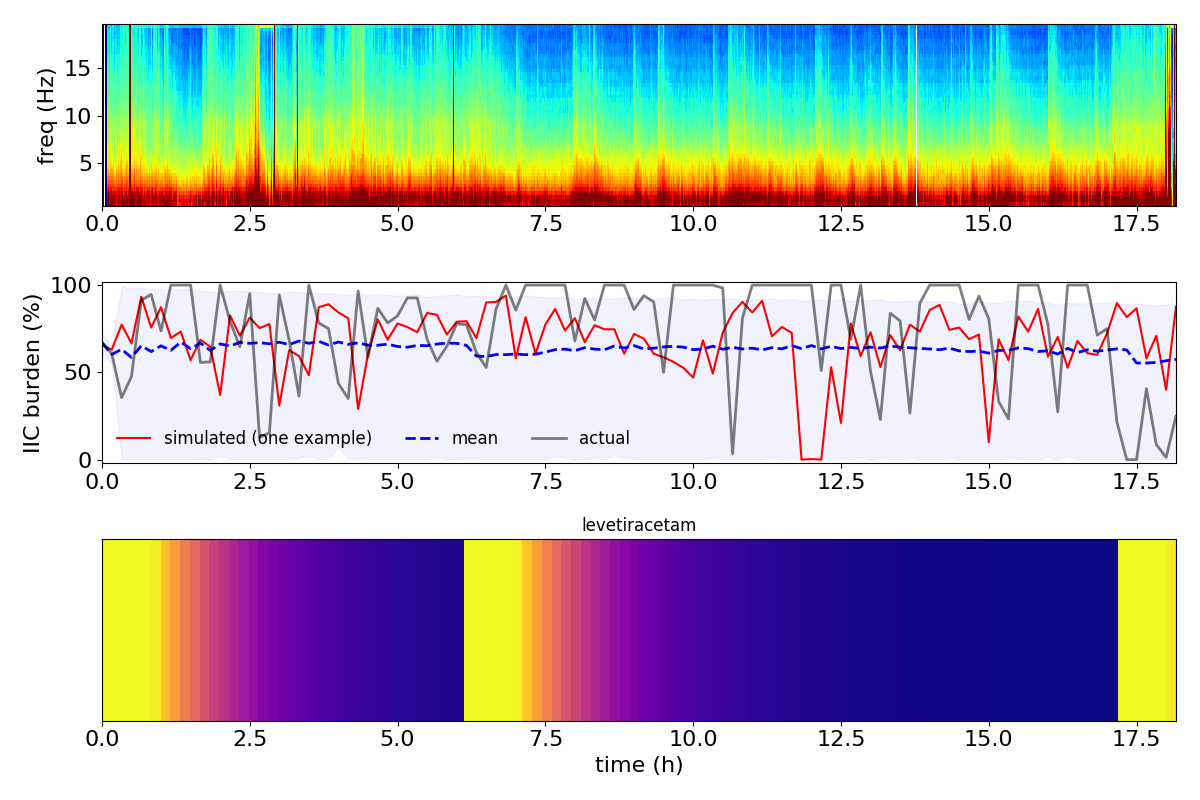 freq (Hz)
15
10
5
0.0 2.5 5.0 7.5 10.0 12.5 15.0 17.5
IIC burden (%)
100
50
0
simulated (one example) mean actual
0.0 2.5 5.0 7.5 10.0 12.5 15.0 17.5
levetiracetam
0.0 2.5 5.0 7.5 10.0 12.5 15.0 17.5
time (h)